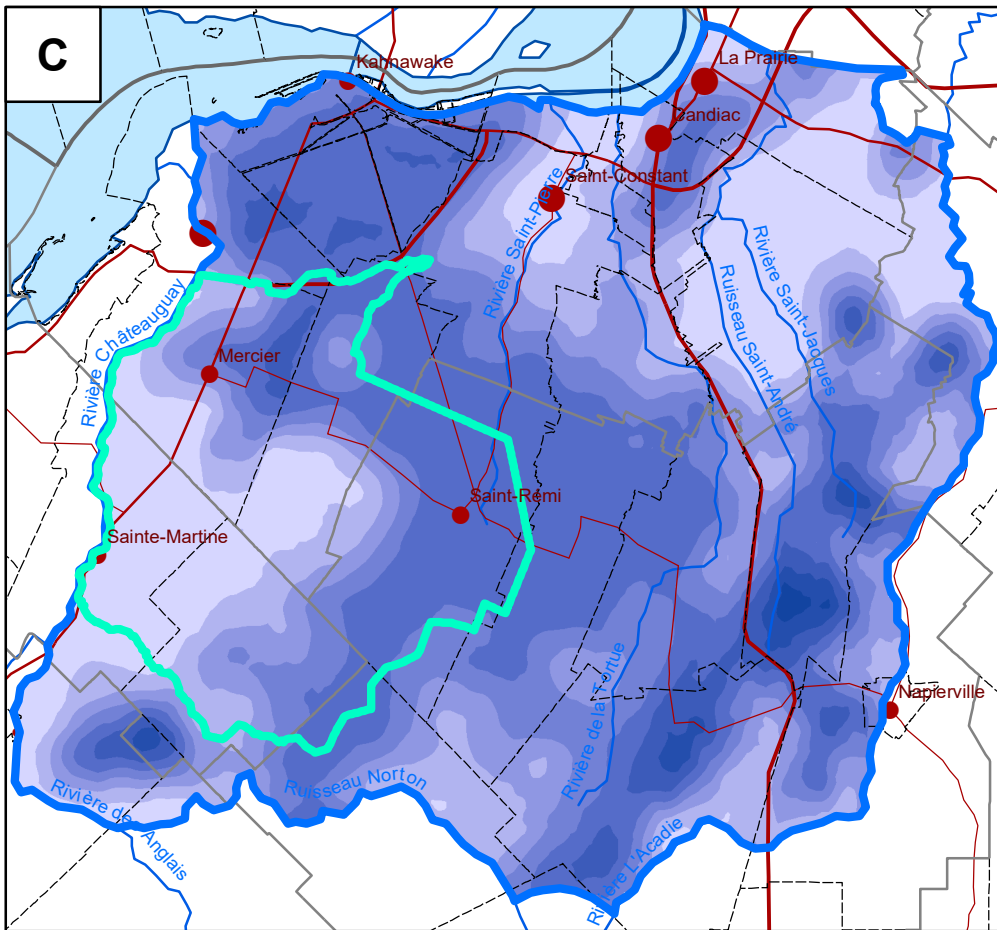 C
Kahnawake
La Prairie
Candiac
Saint-Constant
Rivière Saint-Pierre
Rivière Saint-Jacques
Ruisseau Saint-André
Rivière Châteauguay
Mercier
Saint-Rémi
Sainte-Martine
Rivière de la Tortue
Napierville
Ruisseau Norton
Rivière des Anglais
Rivière L'Acadie